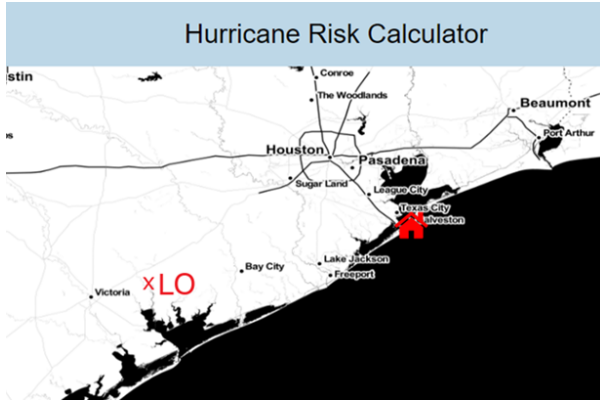 Hurricane Risk Calculator
stin
Conroe
The Woodlands
Beaumont
Port Arthur
Houston
Pasadena
Sugar Land
League City
Texas City
alveston
Lake Jackson
Bay City
Freeport
Victoria
x LO